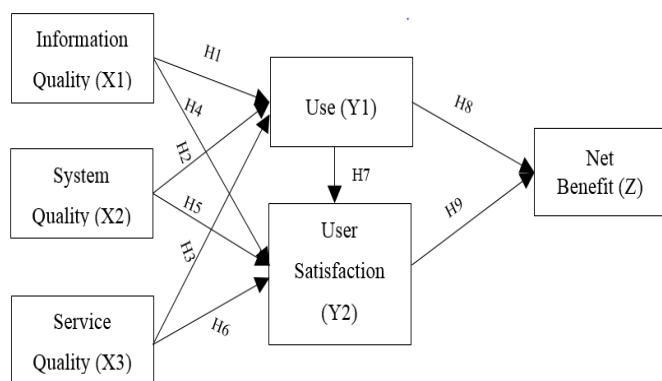 Information
Quality (X1)
System
Quality (X2)
Service
Quality (X3)
H1
H4
H2
H5
H3
H6
Use (Y1)
H7
User
Satisfaction
(Y2)
H8
H9
Net
Benefit (Z)